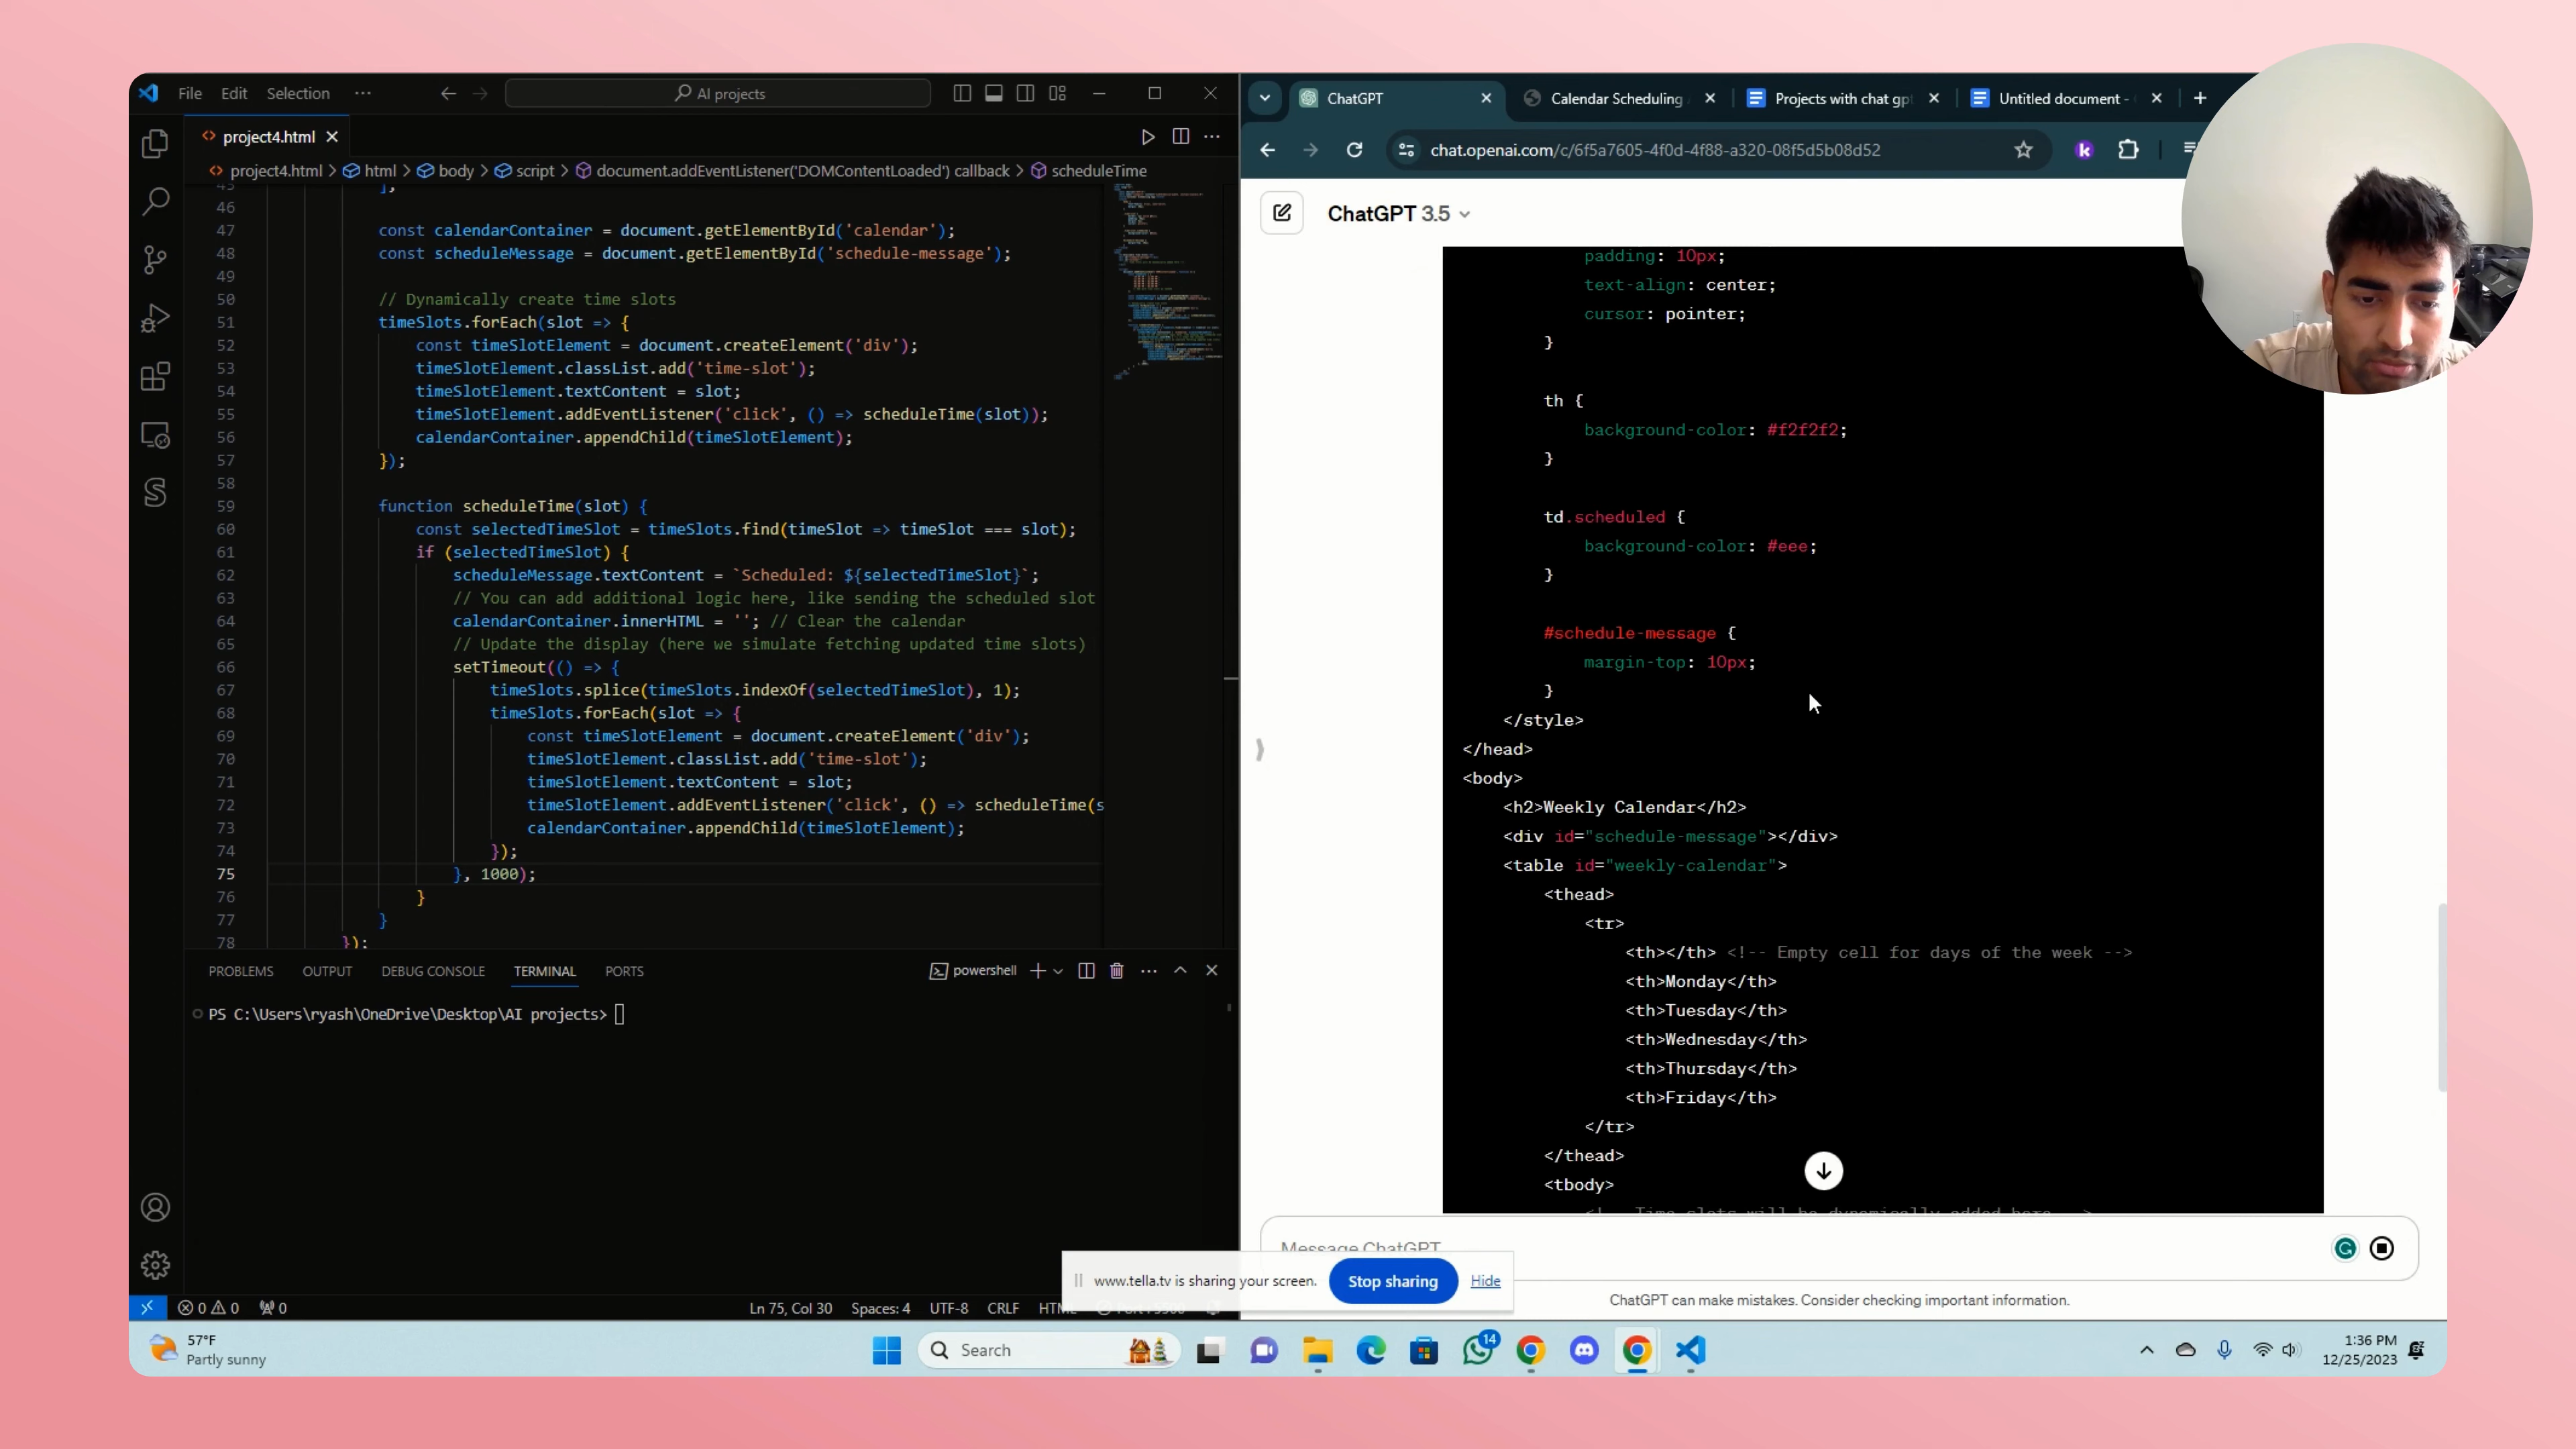 File Edit Selection ···
AI projects
project4.html
project4.html > html > body > script > document.addEventListener('DOMContentLoaded') callback > scheduleTime
45 ];
46
47 const calendarContainer = document.getElementById('calendar');
48 const scheduleMessage = document.getElementById('schedule-message');
49
50 // Dynamically create time slots
51 timeSlots.forEach(slot => {
52 const timeSlotElement = document.createElement('div');
53 timeSlotElement.classList.add('time-slot');
54 timeSlotElement.textContent = slot;
55 timeSlotElement.addEventListener('click', () => scheduleTime(slot));
56 calendarContainer.appendChild(timeSlotElement);
57 });
58
59 function scheduleTime(slot) {
60 const selectedTimeSlot = timeSlots.find(timeSlot => timeSlot === slot);
61 if (selectedTimeSlot) {
62 scheduleMessage.textContent = `Scheduled: ${selectedTimeSlot}`;
63 // You can add additional logic here, like sending the scheduled slot
64 calendarContainer.innerHTML = ''; // Clear the calendar
65 // Update the display (here we simulate fetching updated time slots)
66 setTimeout(() => {
67 timeSlots.splice(timeSlots.indexOf(selectedTimeSlot), 1);
68 timeSlots.forEach(slot => {
69 const timeSlotElement = document.createElement('div');
70 timeSlotElement.classList.add('time-slot');
71 timeSlotElement.textContent = slot;
72 timeSlotElement.addEventListener('click', () => scheduleTime(s
73 calendarContainer.appendChild(timeSlotElement);
74 });
75 }, 1000);
76 }
77 }
78 });
PROBLEMS OUTPUT DEBUG CONSOLE TERMINAL PORTS
powershell
PS C:\Users\ryash\OneDrive\Desktop\AI projects>
0 0 0
Ln 75, Col 30 Spaces: 4 UTF-8 CRLF
ChatGPT
Calendar Scheduling
Projects with chat gpt
Untitled document -
chat.openai.com/c/6f5a7605-4f0d-4f88-a320-08f5d5b08d52
ChatGPT 3.5
padding: 10px;
text-align: center;
cursor: pointer;
}
th {
background-color: #f2f2f2;
}
td.scheduled {
background-color: #eee;
}
#schedule-message {
margin-top: 10px;
}
</style>
</head>
<body>
<h2>Weekly Calendar</h2>
<div id="schedule-message"></div>
<table id="weekly-calendar">
<thead>
<tr>
<th></th> <!-- Empty cell for days of the week -->
<th>Monday</th>
<th>Tuesday</th>
<th>Wednesday</th>
<th>Thursday</th>
<th>Friday</th>
</tr>
</thead>
<tbody>
<!-- Time slots will be dynamically added here -->
Message ChatGPT
www.tella.tv is sharing your screen.
Stop sharing
Hide
ChatGPT can make mistakes. Consider checking important information.
57°F
Partly sunny
Search
14
1:36 PM
12/25/2023